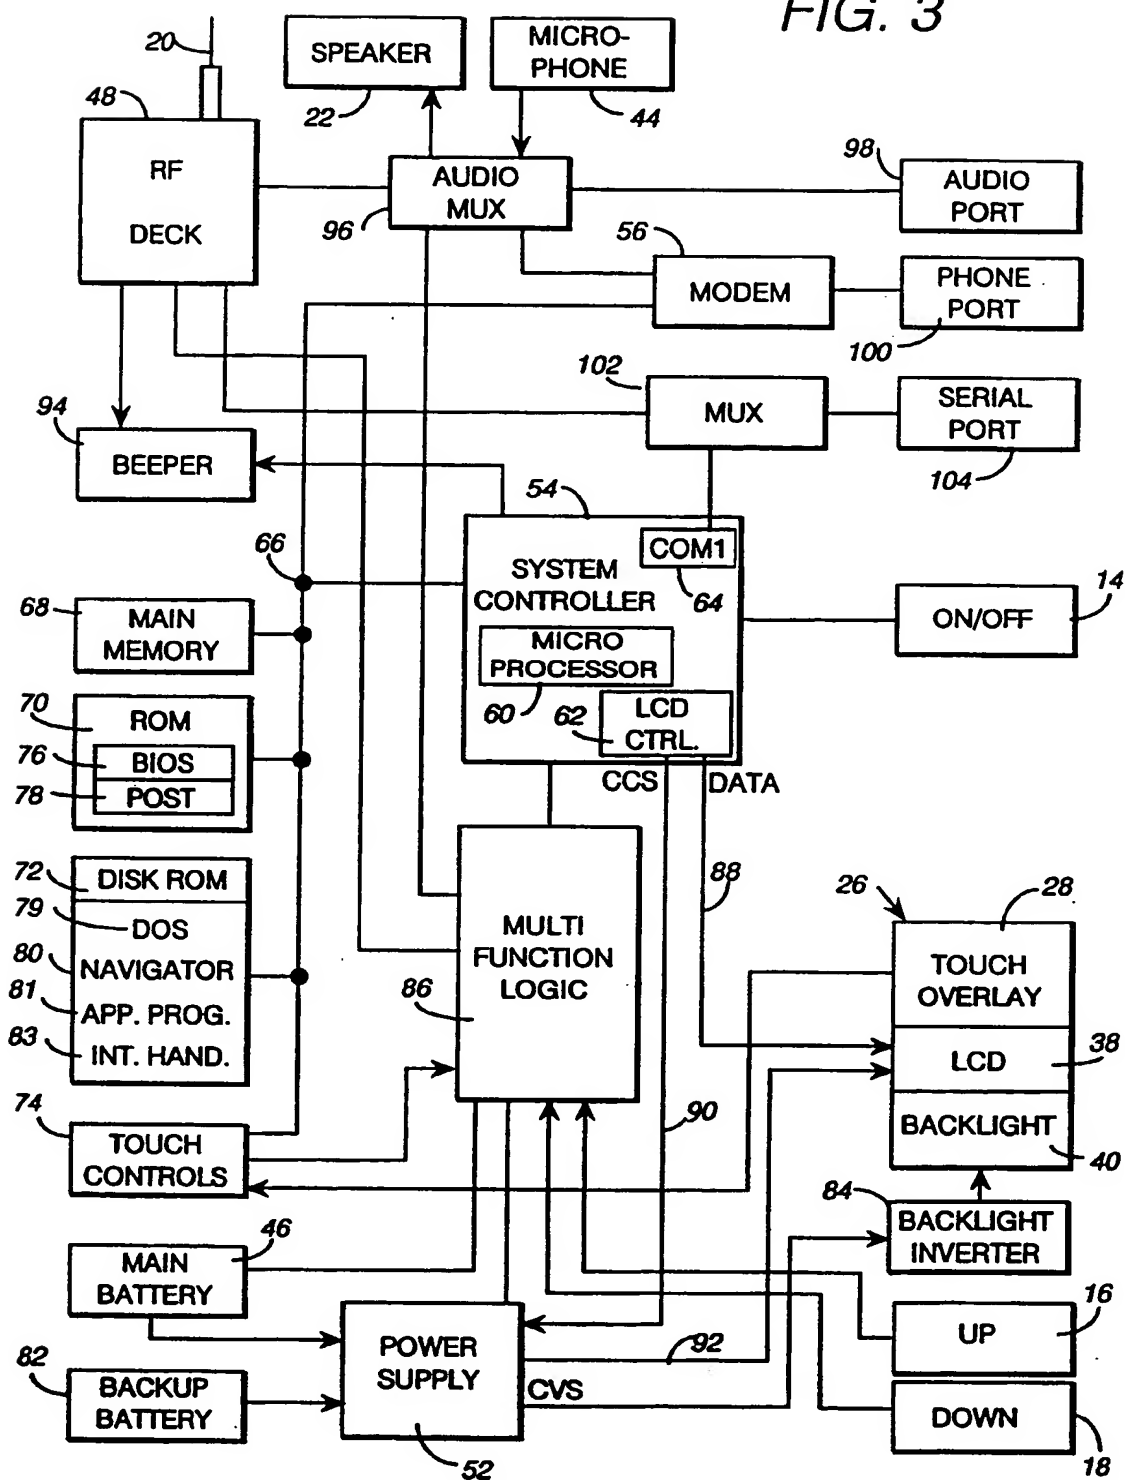 FIG. 3
20
SPEAKER
22
MICRO-
PHONE
44
48
RF
DECK
AUDIO
MUX
96
98
AUDIO
PORT
56
MODEM
PHONE
PORT
100
102
MUX
SERIAL
PORT
104
94
BEEPER
54
COM1
64
SYSTEM
CONTROLLER
MICRO
PROCESSOR
60
62
LCD
CTRL.
CCS
DATA
14
ON/OFF
66
68
MAIN
MEMORY
70
ROM
76
BIOS
78
POST
72
DISK ROM
79
DOS
80
NAVIGATOR
81
APP. PROG.
83
INT. HAND.
74
TOUCH
CONTROLS
MULTI
FUNCTION
LOGIC
86
88
90
26
28
TOUCH
OVERLAY
LCD
38
BACKLIGHT
40
84
BACKLIGHT
INVERTER
46
MAIN
BATTERY
82
BACKUP
BATTERY
POWER
SUPPLY
52
92
CVS
UP
16
DOWN
18